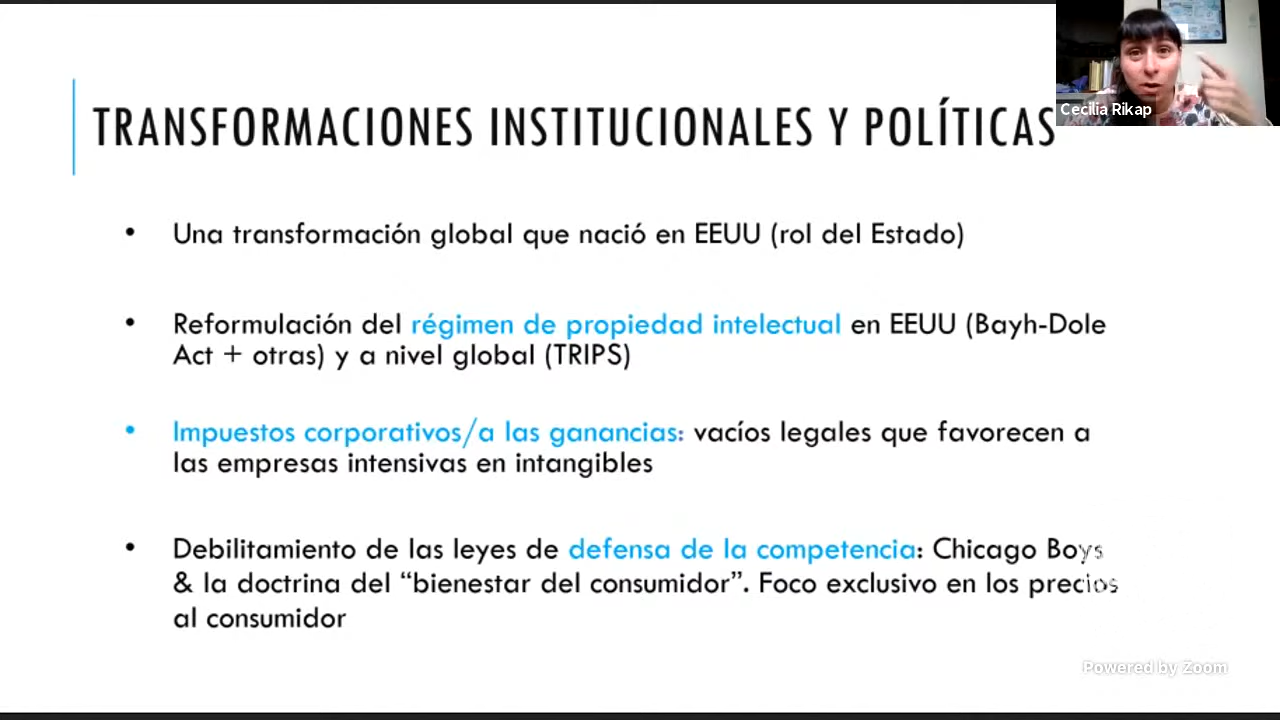 TRANSFORMACIONES INSTITUCIONALES Y POLÍTICAS
Cecilia Rikap
• Una transformación global que nació en EEUU (rol del Estado)
• Reformulación del régimen de propiedad intelectual en EEUU (Bayh-Dole
Act + otras) y a nivel global (TRIPS)
• Impuestos corporativos/a las ganancias: vacíos legales que favorecen a
las empresas intensivas en intangibles
• Debilitamiento de las leyes de defensa de la competencia: Chicago Boys
& la doctrina del “bienestar del consumidor”. Foco exclusivo en los precios
al consumidor
Powered by Zoom